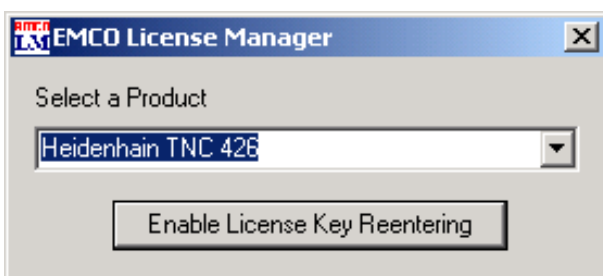 EMCO License Manager
Select a Product
Heidenhain TNC 426
Enable License Key Reentering